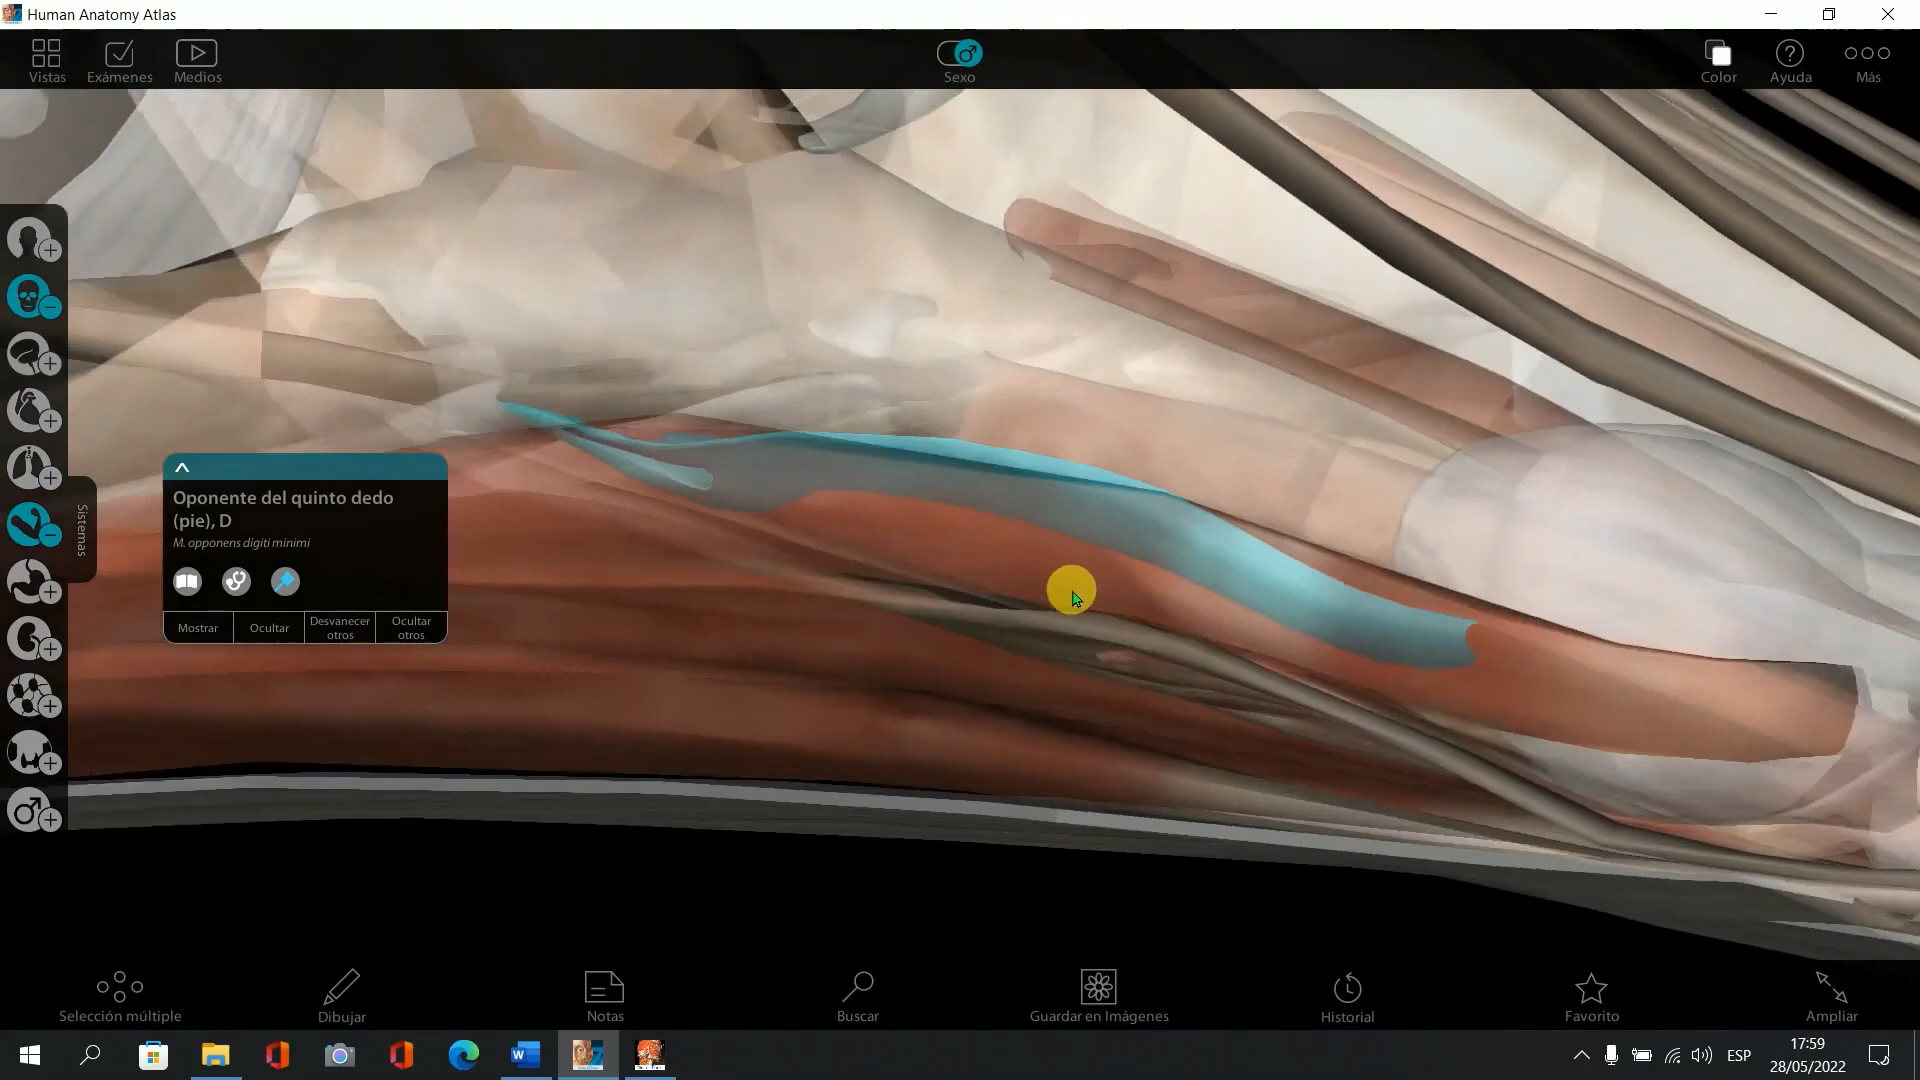 Human Anatomy Atlas
Vistas
Exámenes
Medios
Sexo
Color
Ayuda
Más
Sistemas
Oponente del quinto dedo
(pie), D
M. opponens digiti minimi
Mostrar
Ocultar
Desvanecer
otros
Ocultar
otros
Selección múltiple
Dibujar
Notas
Buscar
Guardar en Imágenes
Historial
Favorito
Ampliar
ESP
17:59
28/05/2022